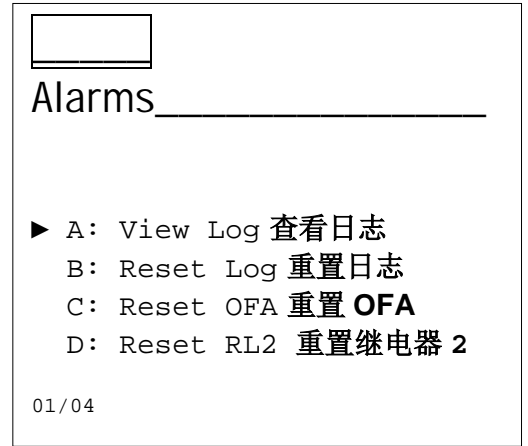 Alarms______________
► A: View Log 查看日志
B: Reset Log 重置日志
C: Reset OFA 重置 OFA
D: Reset RL2 重置继电器 2
01/04